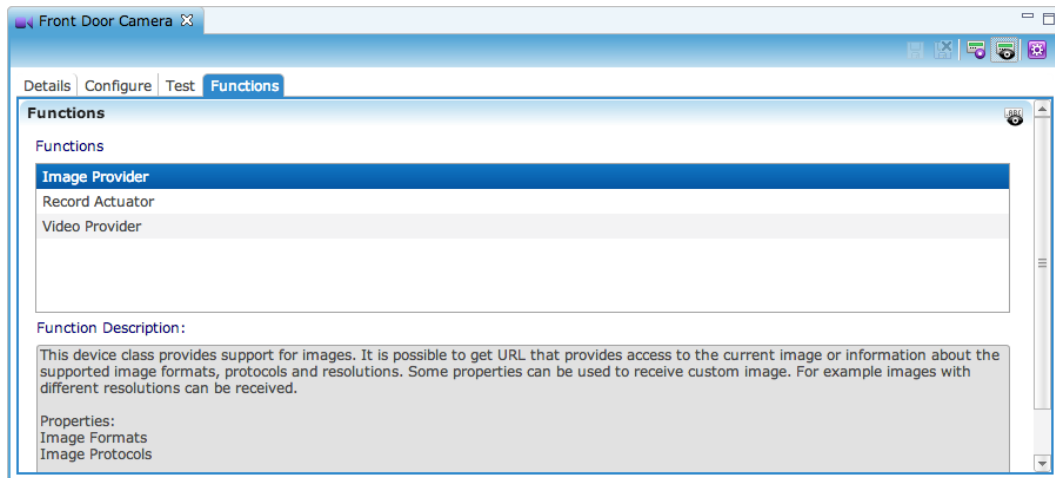 Front Door Camera
Details Configure Test Functions
Functions
Functions
Image Provider
Record Actuator
Video Provider
Function Description:
This device class provides support for images. It is possible to get URL that provides access to the current image or information about the
supported image formats, protocols and resolutions. Some properties can be used to receive custom image. For example images with
different resolutions can be received.
Properties:
Image Formats
Image Protocols